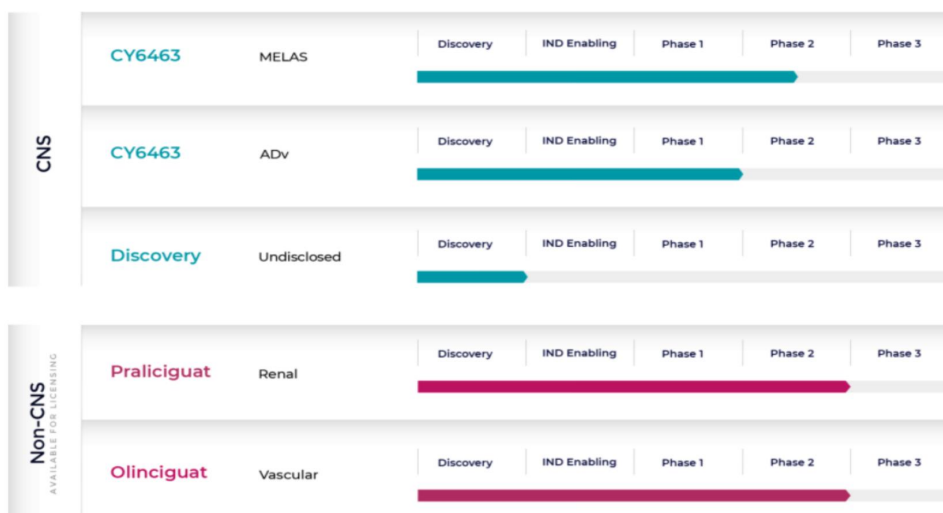 CNS
CY6463 MELAS Discovery IND Enabling Phase 1 Phase 2 Phase 3
CY6463 ADv Discovery IND Enabling Phase 1 Phase 2 Phase 3
Discovery Undisclosed Discovery IND Enabling Phase 1 Phase 2 Phase 3
Non-CNS
AVAILABLE FOR LICENSING
Praliciguat Renal Discovery IND Enabling Phase 1 Phase 2 Phase 3
Olinciguat Vascular Discovery IND Enabling Phase 1 Phase 2 Phase 3